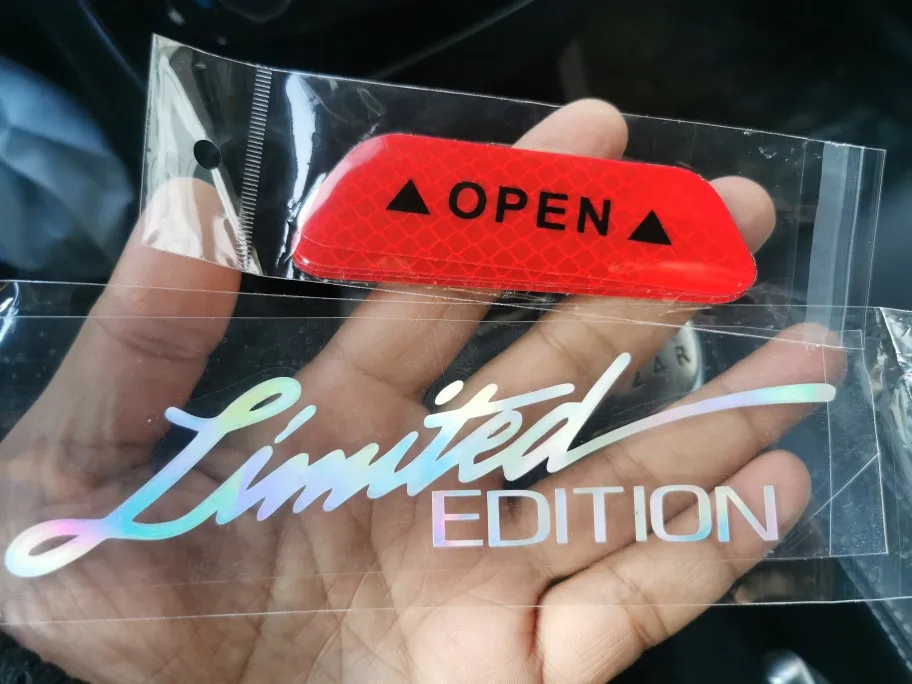 ▲ OPEN ▲
Limited
EDITION